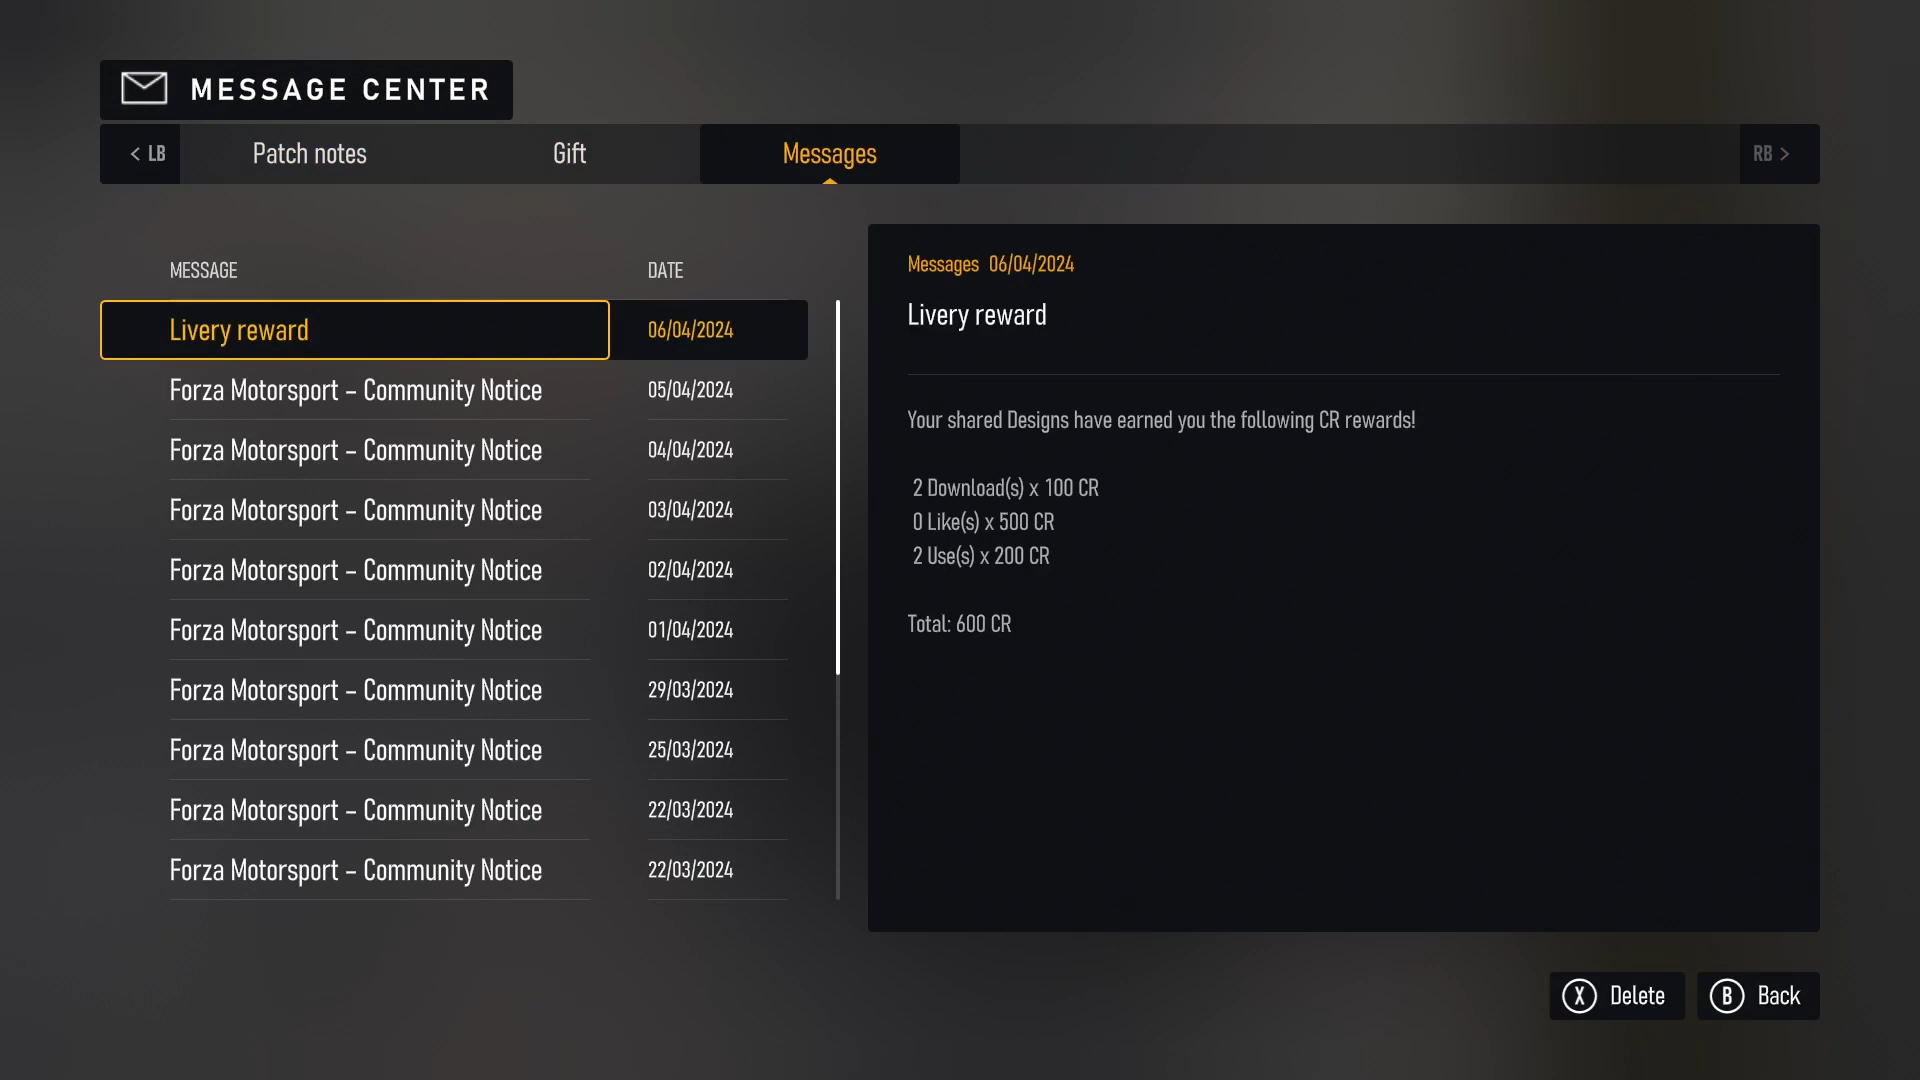 MESSAGE CENTER
< LB
Patch notes
Gift
Messages
RB >
MESSAGE DATE
Livery reward 06/04/2024
Forza Motorsport – Community Notice 05/04/2024
Forza Motorsport – Community Notice 04/04/2024
Forza Motorsport – Community Notice 03/04/2024
Forza Motorsport – Community Notice 02/04/2024
Forza Motorsport – Community Notice 01/04/2024
Forza Motorsport – Community Notice 29/03/2024
Forza Motorsport – Community Notice 25/03/2024
Forza Motorsport – Community Notice 22/03/2024
Forza Motorsport – Community Notice 22/03/2024
Messages 06/04/2024
Livery reward
Your shared Designs have earned you the following CR rewards!
2 Download(s) x 100 CR
0 Like(s) x 500 CR
2 Use(s) x 200 CR
Total: 600 CR
X Delete
B Back